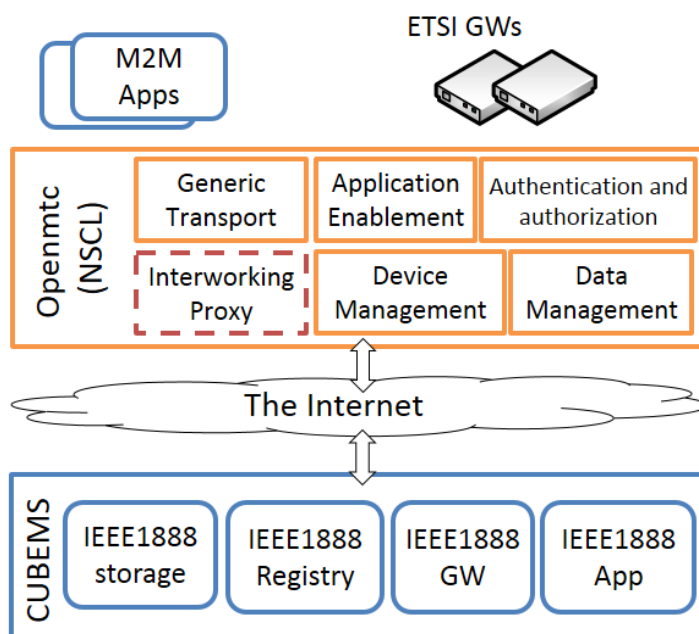 ETSI GWs
M2M
Apps
Openmtc
(NSCL)
Generic
Transport
Application
Enablement
Authentication and
authorization
Interworking
Proxy
Device
Management
Data
Management
The Internet
CUBEMS
IEEE1888
storage
IEEE1888
Registry
IEEE1888
GW
IEEE1888
App